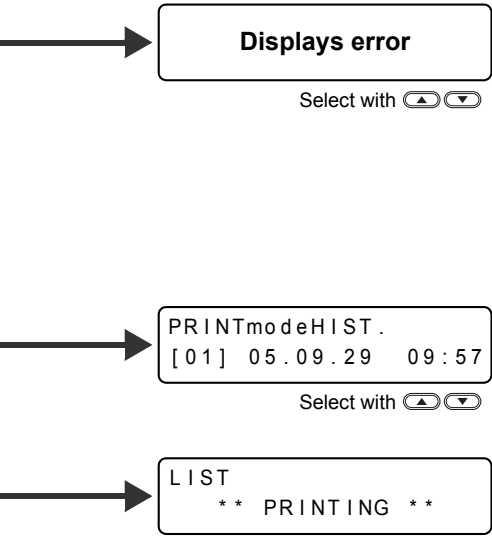 Displays error
Select with
PRINTmodeHIST.
[01] 05.09.29 09:57
Select with
LIST
** PRINTING **